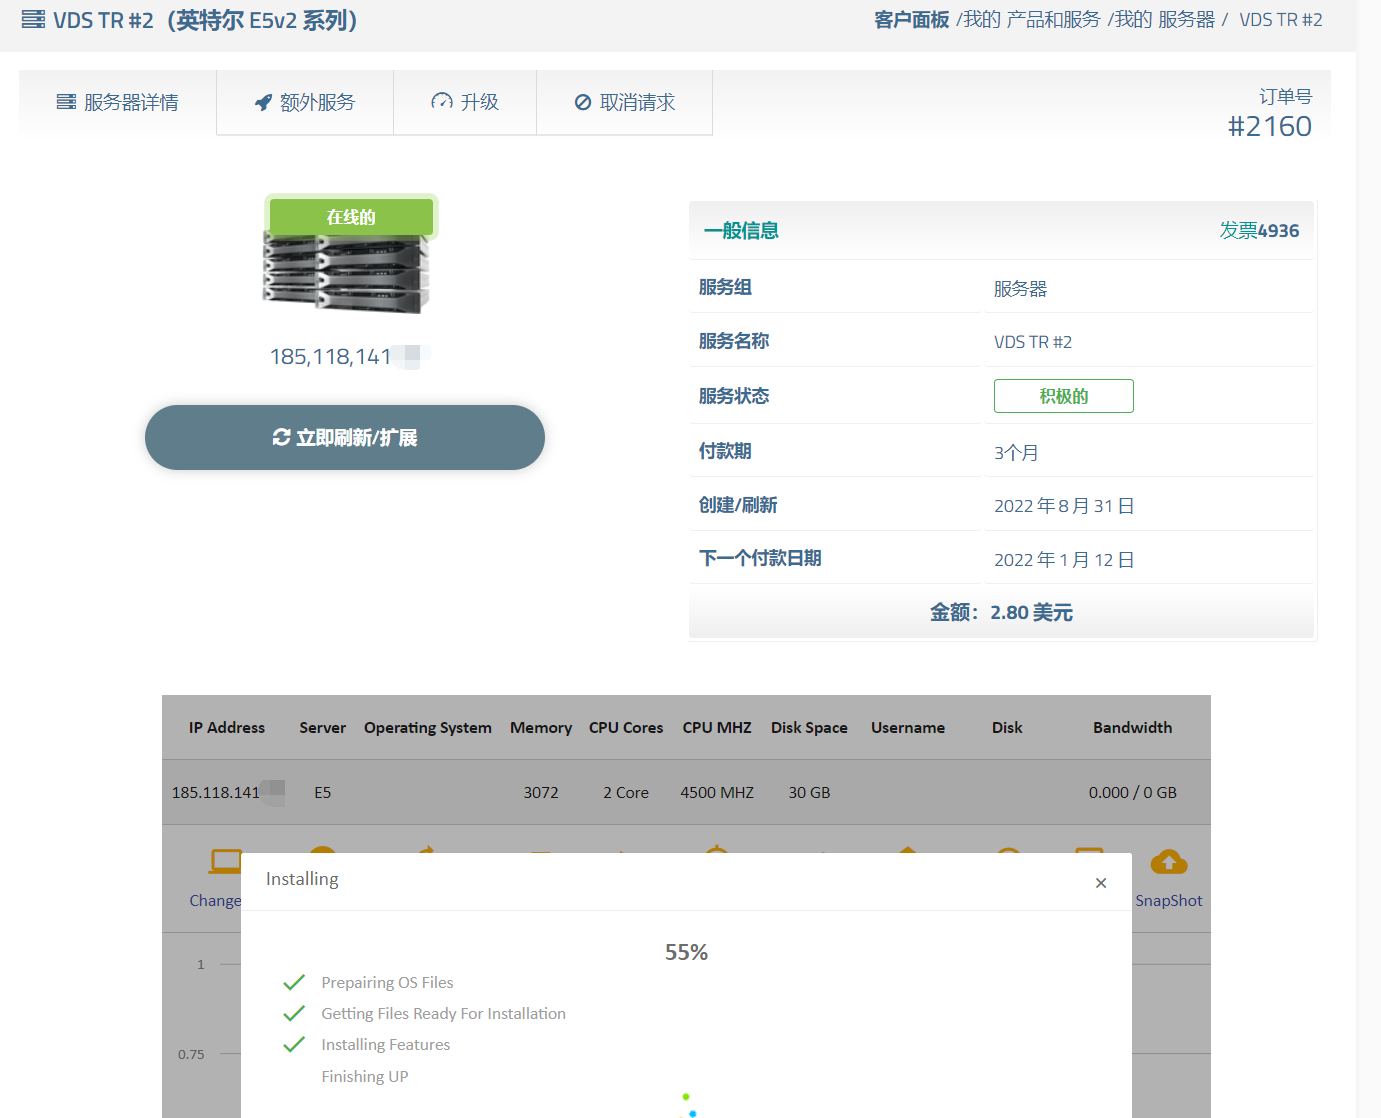 VDS TR #2（英特尔 E5v2 系列）
客户面板 /我的 产品和服务 /我的 服务器 / VDS TR #2
服务器详情
额外服务
升级
取消请求
订单号
#2160
在线的
185,118,141
立即刷新/扩展
一般信息
发票4936
服务组
服务器
服务名称
VDS TR #2
服务状态
积极的
付款期
3个月
创建/刷新
2022 年 8 月 31 日
下一个付款日期
2022 年 1 月 12 日
金额：2.80 美元
IP Address Server Operating System Memory CPU Cores CPU MHZ Disk Space Username Disk Bandwidth
185.118.141 E5 3072 2 Core 4500 MHZ 30 GB 0.000 / 0 GB
Change
SnapShot
Installing
×
55%
1
Prepairing OS Files
Getting Files Ready For Installation
Installing Features
0.75
Finishing UP